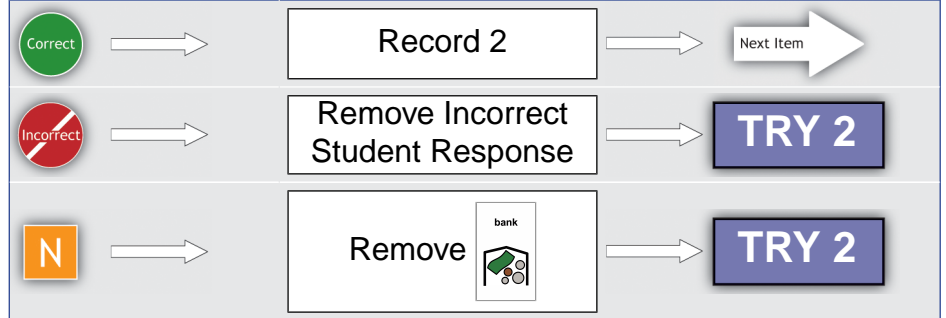 Correct
Record 2
Next Item
Incorrect
Remove Incorrect
Student Response
TRY 2
N
Remove
bank
TRY 2